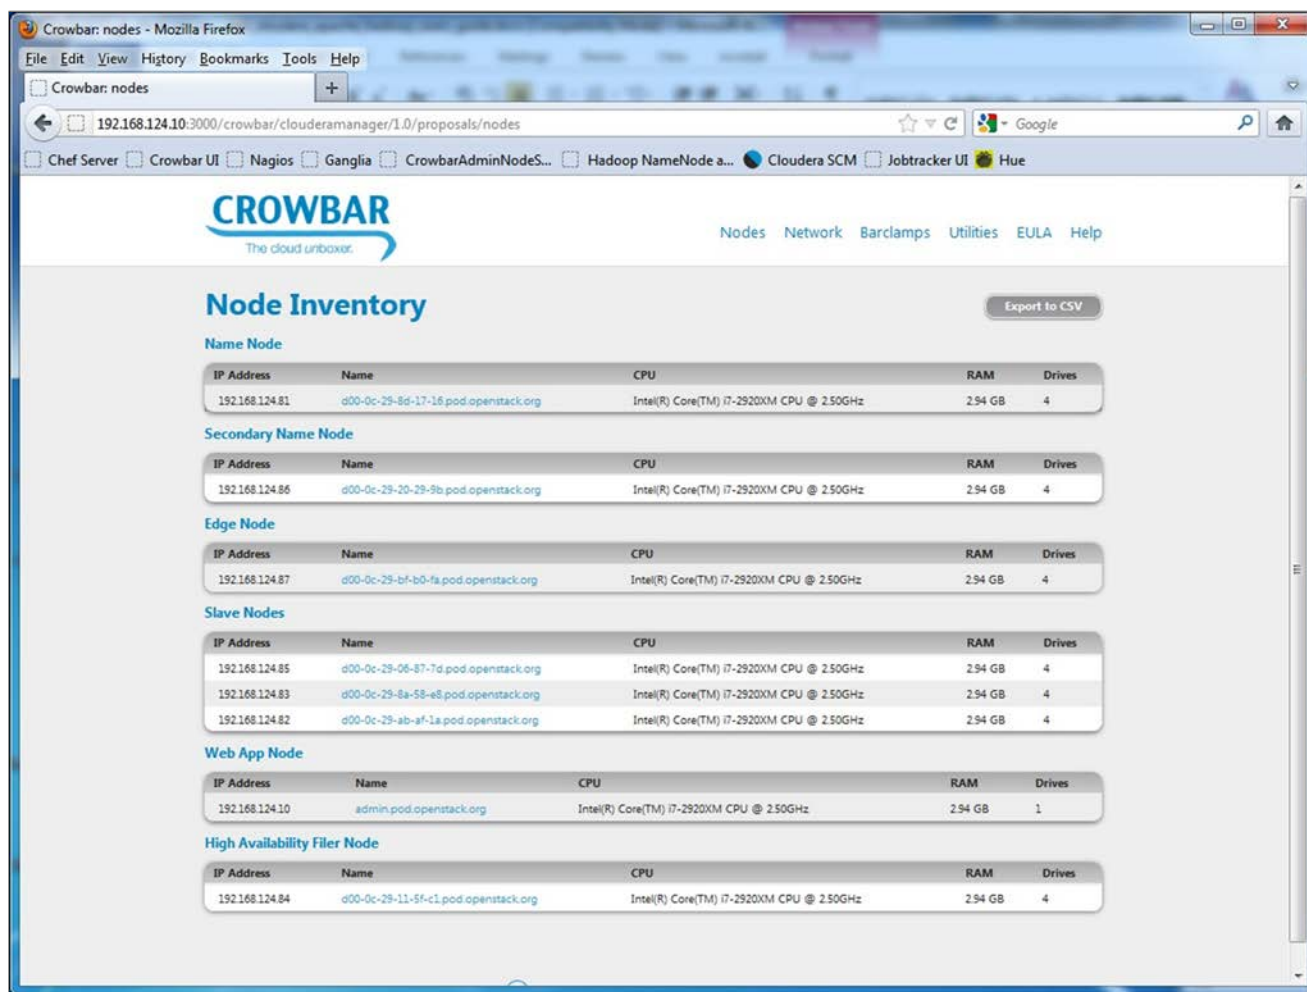 Crowbar: nodes - Mozilla Firefox
File Edit View History Bookmarks Tools Help
Crowbar: nodes +
192.168.124.10:3000/crowbar/clouderamanager/1.0/proposals/nodes Google
Chef Server Crowbar UI Nagios Ganglia CrowbarAdminNodeS... Hadoop NameNode a... Cloudera SCM Jobtracker UI Hue
CROWBAR
The cloud unboxer.
Nodes Network Barclamps Utilities EULA Help
Node Inventory
Export to CSV
Name Node
IP Address Name CPU RAM Drives
192.168.124.81 d00-0c-29-8d-17-16.pod.openstack.org Intel(R) Core(TM) i7-2920XM CPU @ 2.50GHz 2.94 GB 4
Secondary Name Node
IP Address Name CPU RAM Drives
192.168.124.86 d00-0c-29-20-29-9b.pod.openstack.org Intel(R) Core(TM) i7-2920XM CPU @ 2.50GHz 2.94 GB 4
Edge Node
IP Address Name CPU RAM Drives
192.168.124.87 d00-0c-29-bf-b0-fa.pod.openstack.org Intel(R) Core(TM) i7-2920XM CPU @ 2.50GHz 2.94 GB 4
Slave Nodes
IP Address Name CPU RAM Drives
192.168.124.85 d00-0c-29-06-87-7d.pod.openstack.org Intel(R) Core(TM) i7-2920XM CPU @ 2.50GHz 2.94 GB 4
192.168.124.83 d00-0c-29-8a-58-e8.pod.openstack.org Intel(R) Core(TM) i7-2920XM CPU @ 2.50GHz 2.94 GB 4
192.168.124.82 d00-0c-29-ab-af-1a.pod.openstack.org Intel(R) Core(TM) i7-2920XM CPU @ 2.50GHz 2.94 GB 4
Web App Node
IP Address Name CPU RAM Drives
192.168.124.10 admin.pod.openstack.org Intel(R) Core(TM) i7-2920XM CPU @ 2.50GHz 2.94 GB 1
High Availability Filer Node
IP Address Name CPU RAM Drives
192.168.124.84 d00-0c-29-11-5f-c1.pod.openstack.org Intel(R) Core(TM) i7-2920XM CPU @ 2.50GHz 2.94 GB 4